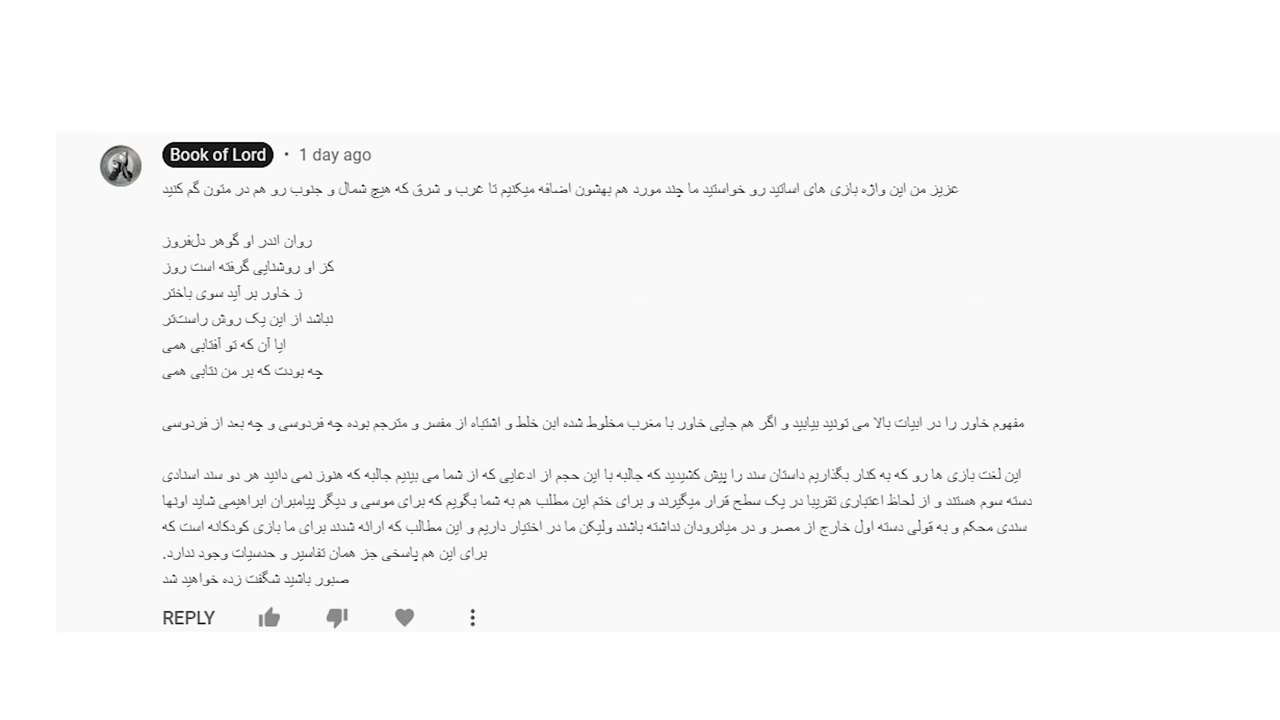 Book of Lord • 1 day ago
عزیز من این واژه بازی های اساتید رو خواستید ما چند مورد هم بهشون اضافه میکنیم تا غرب و شرق که هیچ شمال و جنوب رو هم در متون گم کنید
روان اندر او گوهر دل‌فروز
کز او روشنایی گرفته است روز
ز خاور بر آید سوی باختر
نباشد از این یک روش راست‌تر
ایا آن که تو آفتابی همی
چه بودت که بر من نتابی همی
مفهوم خاور را در ابیات بالا می تونید بیابید و اگر هم جایی خاور با مغرب مخلوط شده این خلط و اشتباه از مفسر و مترجم بوده چه فردوسی و چه بعد از فردوسی
این لغت بازی ها رو که به کنار بگذاریم داستان سند را پیش کشیدید که جالبه با این حجم از ادعایی که از شما می بینیم جالبه که هنوز نمی دانید هر دو سند اسنادی
دسته سوم هستند و از لحاظ اعتباری تقریبا در یک سطح قرار میگیرند و برای ختم این مطلب هم به شما بگویم که برای موسی و دیگر پیامبران ابراهیمی شاید اونها
سندی محکم و به قولی دسته اول خارج از مصر و در میانرودان نداشته باشند ولیکن ما در اختیار داریم و این مطالب که ارائه شدند برای ما بازی کودکانه است که
برای این هم پاسخی جز همان تفاسیر و حدسیات وجود ندارد.
صبور باشید شگفت زده خواهید شد
REPLY